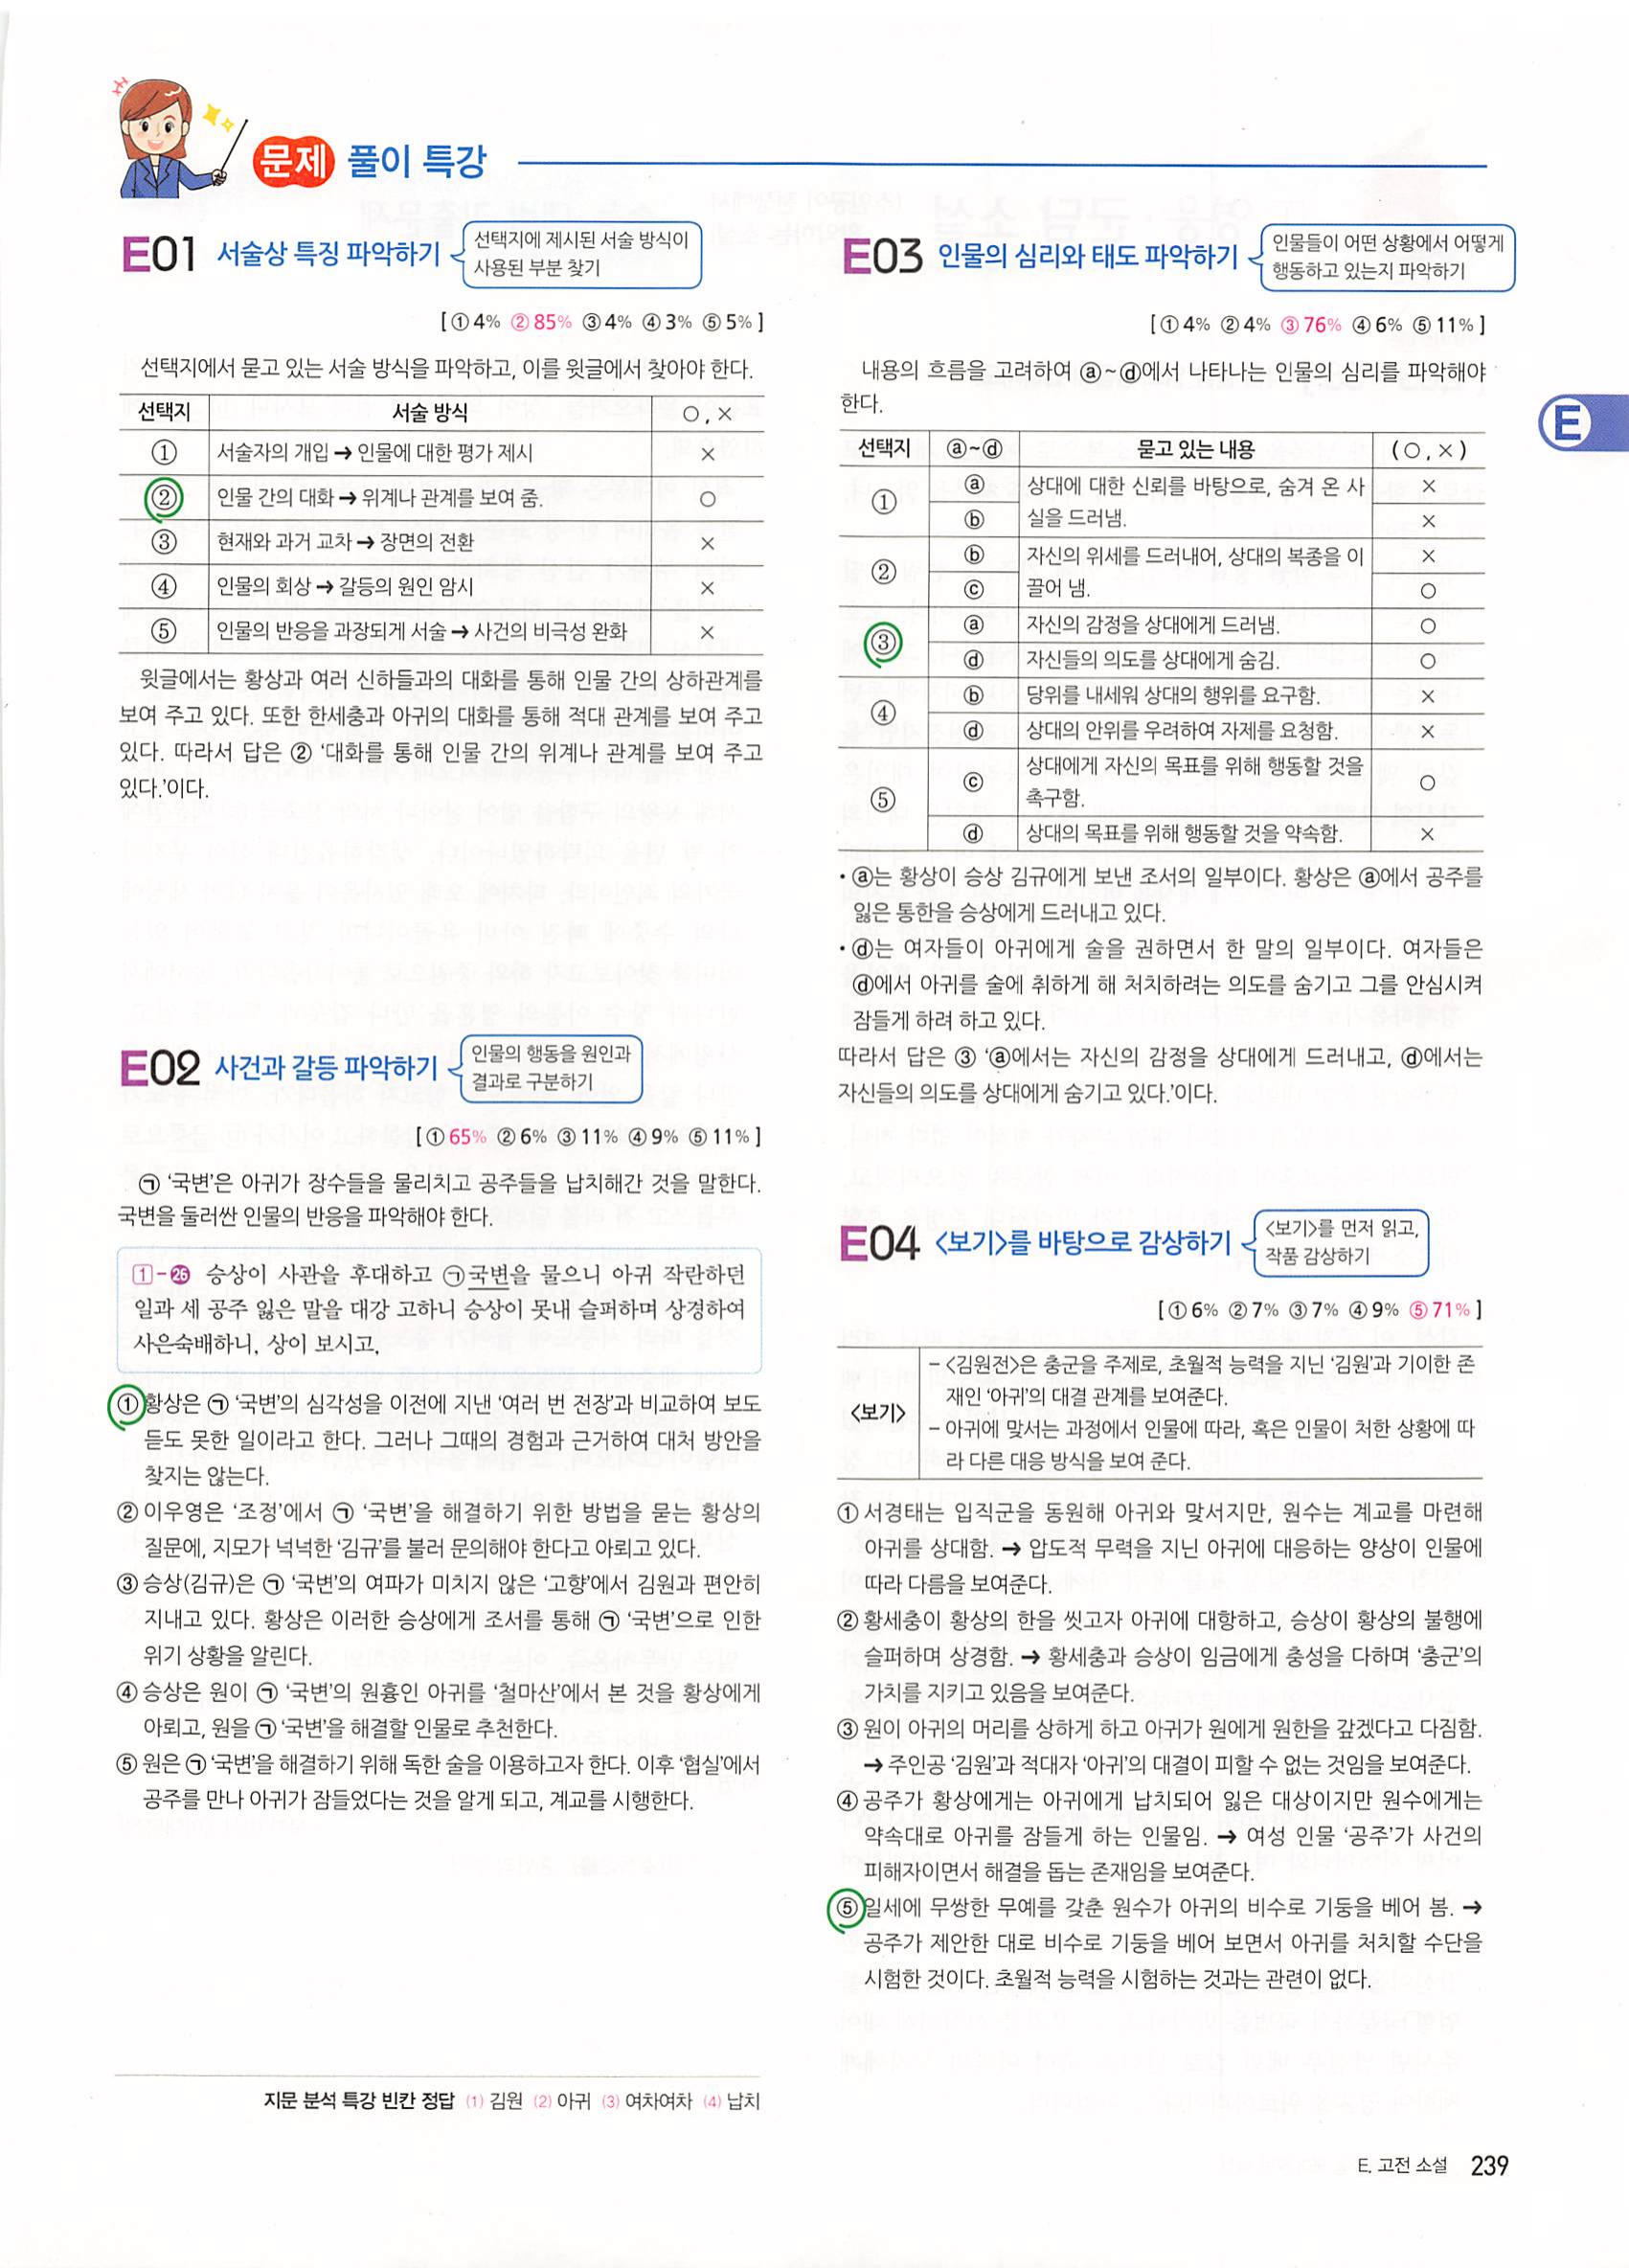 문제 풀이 특강
E01 서술상 특징 파악하기
선택지에 제시된 서술 방식이
사용된 부분 찾기
[ ① 4% ② 85% ③ 4% ④ 3% ⑤ 5% ]
선택지에서 묻고 있는 서술 방식을 파악하고, 이를 윗글에서 찾아야 한다.
선택지 서술 방식 ○, ×
① 서술자의 개입 → 인물에 대한 평가 제시 ×
② 인물 간의 대화 → 위계나 관계를 보여 줌. ○
③ 현재와 과거 교차 → 장면의 전환 ×
④ 인물의 회상 → 갈등의 원인 암시 ×
⑤ 인물의 반응을 과장되게 서술 → 사건의 비극성 완화 ×
윗글에서는 황상과 여러 신하들과의 대화를 통해 인물 간의 상하관계를
보여 주고 있다. 또한 한세충과 아귀의 대화를 통해 적대 관계를 보여 주고
있다. 따라서 답은 ② ‘대화를 통해 인물 간의 위계나 관계를 보여 주고
있다.’이다.
E02 사건과 갈등 파악하기
인물의 행동을 원인과
결과로 구분하기
[ ① 65% ② 6% ③ 11% ④ 9% ⑤ 11% ]
㉠ ‘국변’은 아귀가 장수들을 물리치고 공주들을 납치해간 것을 말한다.
국변을 둘러싼 인물의 반응을 파악해야 한다.
1-26 승상이 사관을 후대하고 ㉠국변을 물으니 아귀 작란하던
일과 세 공주 잃은 말을 대강 고하니 승상이 못내 슬퍼하며 상경하여
사은숙배하니, 상이 보시고,
① 황상은 ㉠ ‘국변’의 심각성을 이전에 지낸 ‘여러 번 전장’과 비교하여 보도
듣도 못한 일이라고 한다. 그러나 그때의 경험과 근거하여 대처 방안을
찾지는 않는다.
② 이우영은 ‘조정’에서 ㉠ ‘국변’을 해결하기 위한 방법을 묻는 황상의
질문에, 지모가 넉넉한 ‘김규’를 불러 문의해야 한다고 아뢰고 있다.
③ 승상(김규)은 ㉠ ‘국변’의 여파가 미치지 않은 ‘고향’에서 김원과 편안히
지내고 있다. 황상은 이러한 승상에게 조서를 통해 ㉠ ‘국변’으로 인한
위기 상황을 알린다.
④ 승상은 원이 ㉠ ‘국변’의 원흉인 아귀를 ‘철마산’에서 본 것을 황상에게
아뢰고, 원을 ㉠ ‘국변’을 해결할 인물로 추천한다.
⑤ 원은 ㉠ ‘국변’을 해결하기 위해 독한 술을 이용하고자 한다. 이후 ‘협실’에서
공주를 만나 아귀가 잠들었다는 것을 알게 되고, 계교를 시행한다.
지문 분석 특강 빈칸 정답 (1) 김원 (2) 아귀 (3) 여차여차 (4) 납치
E03 인물의 심리와 태도 파악하기
인물들이 어떤 상황에서 어떻게
행동하고 있는지 파악하기
[ ① 4% ② 4% ③ 76% ④ 6% ⑤ 11% ]
내용의 흐름을 고려하여 ⓐ~ⓓ에서 나타나는 인물의 심리를 파악해야
한다.
선택지 ⓐ~ⓓ 묻고 있는 내용 (○, ×)
① ⓐ 상대에 대한 신뢰를 바탕으로, 숨겨 온 사 ×
ⓑ 실을 드러냄. ×
② ⓑ 자신의 위세를 드러내어, 상대의 복종을 이 ×
ⓒ 끌어 냄. ○
③ ⓐ 자신의 감정을 상대에게 드러냄. ○
ⓓ 자신들의 의도를 상대에게 숨김. ○
④ ⓑ 당위를 내세워 상대의 행위를 요구함. ×
ⓓ 상대의 안위를 우려하여 자제를 요청함. ×
⑤ ⓒ 상대에게 자신의 목표를 위해 행동할 것을
촉구함. ○
ⓓ 상대의 목표를 위해 행동할 것을 약속함. ×
• ⓐ는 황상이 승상 김규에게 보낸 조서의 일부이다. 황상은 ⓐ에서 공주를
잃은 통한을 승상에게 드러내고 있다.
• ⓓ는 여자들이 아귀에게 술을 권하면서 한 말의 일부이다. 여자들은
ⓓ에서 아귀를 술에 취하게 해 처치하려는 의도를 숨기고 그를 안심시켜
잠들게 하려 하고 있다.
따라서 답은 ③ ‘ⓐ에서는 자신의 감정을 상대에게 드러내고, ⓓ에서는
자신들의 의도를 상대에게 숨기고 있다.’이다.
E04 <보기>를 바탕으로 감상하기
<보기>를 먼저 읽고,
작품 감상하기
[ ① 6% ② 7% ③ 7% ④ 9% ⑤ 71% ]
<보기>
– <김원전>은 충군을 주제로, 초월적 능력을 지닌 ‘김원’과 기이한 존
재인 ‘아귀’의 대결 관계를 보여준다.
– 아귀에 맞서는 과정에서 인물에 따라, 혹은 인물이 처한 상황에 따
라 다른 대응 방식을 보여 준다.
① 서경태는 입직군을 동원해 아귀와 맞서지만, 원수는 계교를 마련해
아귀를 상대함. → 압도적 무력을 지닌 아귀에 대응하는 양상이 인물에
따라 다름을 보여준다.
② 황세충이 황상의 한을 씻고자 아귀에 대항하고, 승상이 황상의 불행에
슬퍼하며 상경함. → 황세충과 승상이 임금에게 충성을 다하며 ‘충군’의
가치를 지키고 있음을 보여준다.
③ 원이 아귀의 머리를 상하게 하고 아귀가 원에게 원한을 갚겠다고 다짐함.
→ 주인공 ‘김원’과 적대자 ‘아귀’의 대결이 피할 수 없는 것임을 보여준다.
④ 공주가 황상에게는 아귀에게 납치되어 잃은 대상이지만 원수에게는
약속대로 아귀를 잠들게 하는 인물임. → 여성 인물 ‘공주’가 사건의
피해자이면서 해결을 돕는 존재임을 보여준다.
⑤ 일세에 무쌍한 무예를 갖춘 원수가 아귀의 비수로 기둥을 베어 봄. →
공주가 제안한 대로 비수로 기둥을 베어 보면서 아귀를 처치할 수단을
시험한 것이다. 초월적 능력을 시험하는 것과는 관련이 없다.
E
E. 고전 소설 239